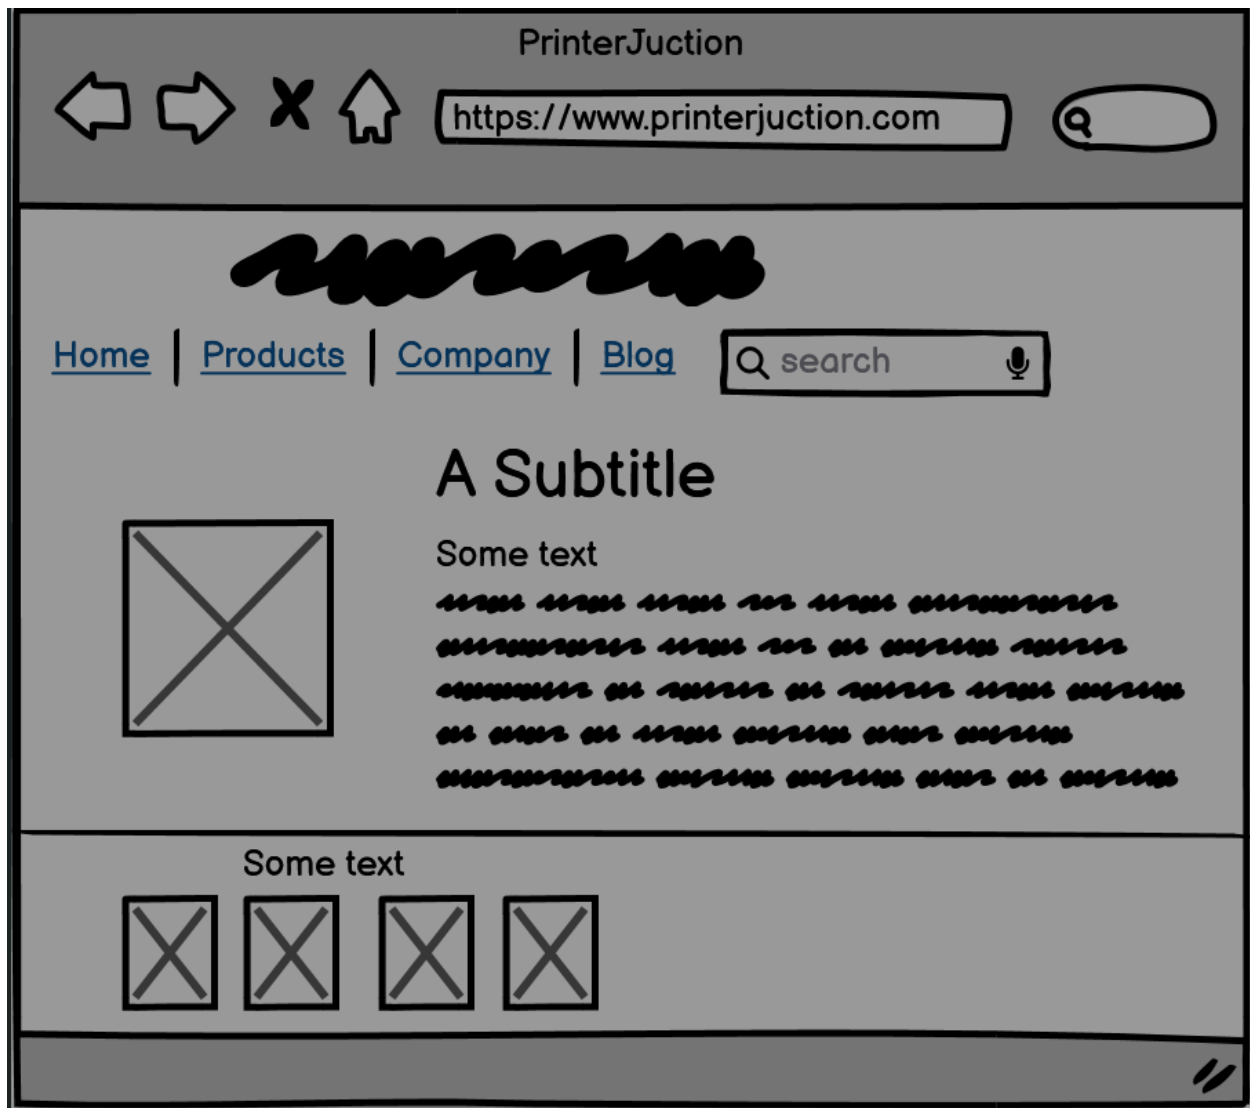 PrinterJuction
https://www.printerjuction.com
Home Products Company Blog search
A Subtitle
Some text
Some text